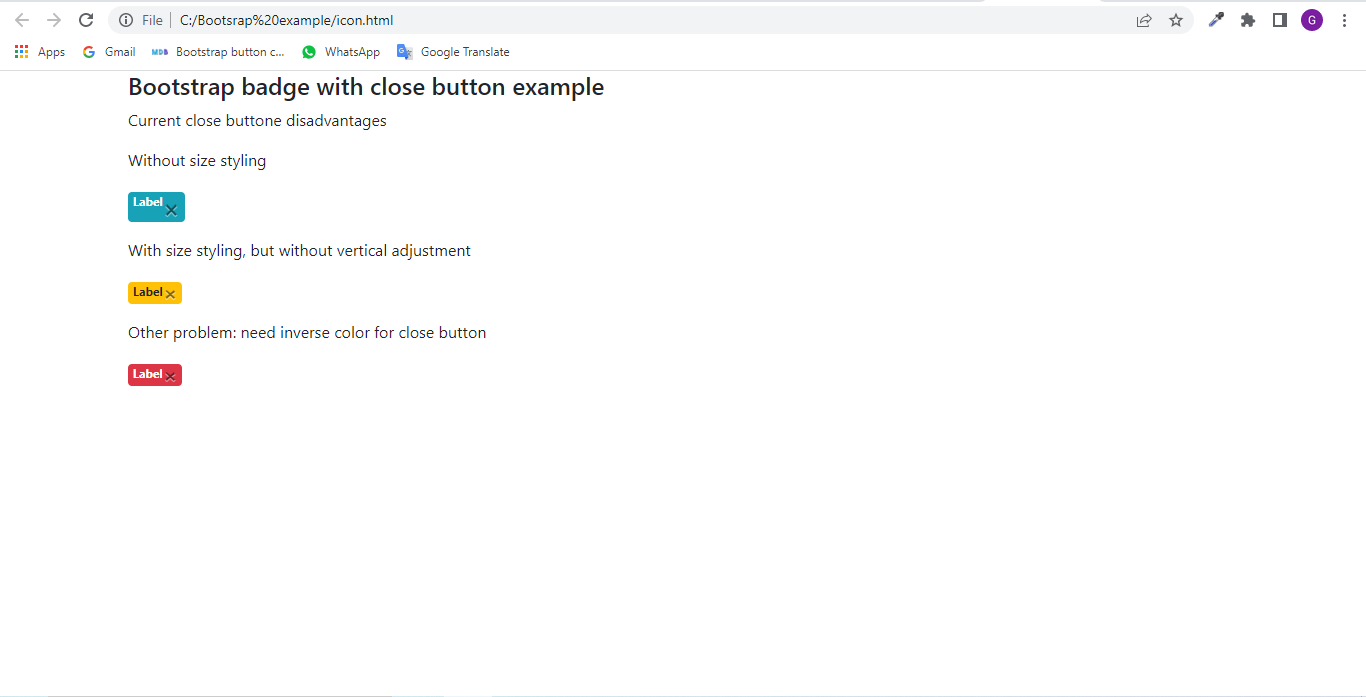 File
C:/Bootsrap%20example/icon.html
G
Apps
Gmail
MDB Bootstrap button c...
WhatsApp
Google Translate
Bootstrap badge with close button example
Current close buttone disadvantages
Without size styling
Label ×
With size styling, but without vertical adjustment
Label ×
Other problem: need inverse color for close button
Label ×